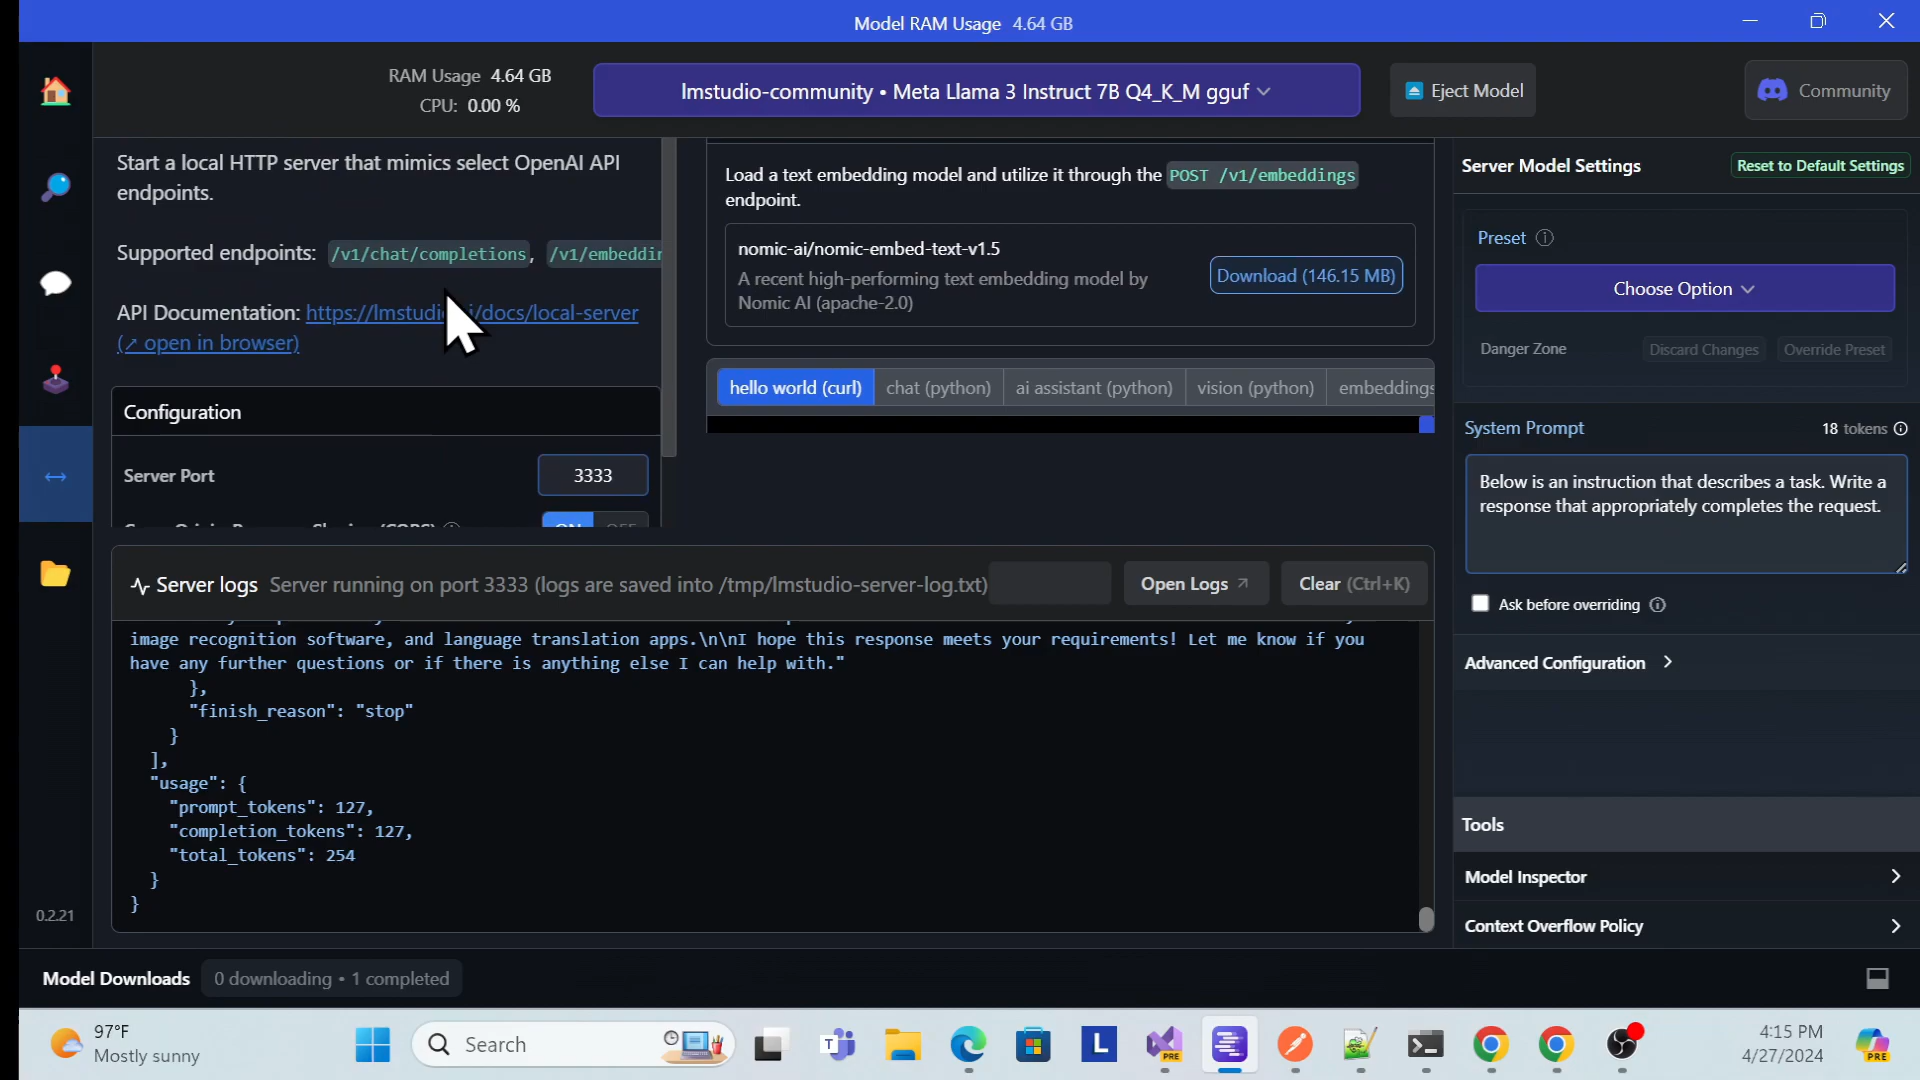 Model RAM Usage 4.64 GB
RAM Usage 4.64 GB
CPU: 0.00 %
lmstudio-community • Meta Llama 3 Instruct 7B Q4_K_M gguf
Eject Model
Community
Start a local HTTP server that mimics select OpenAI API
endpoints.
Supported endpoints: /v1/chat/completions, /v1/embeddin
API Documentation: https://lmstudio.ai/docs/local-server
(↗ open in browser)
Configuration
Server Port 3333
ON OFF
Load a text embedding model and utilize it through the POST /v1/embeddings
endpoint.
nomic-ai/nomic-embed-text-v1.5
A recent high-performing text embedding model by
Nomic AI (apache-2.0)
Download (146.15 MB)
hello world (curl) chat (python) ai assistant (python) vision (python) embeddings
Server logs Server running on port 3333 (logs are saved into /tmp/lmstudio-server-log.txt)
Open Logs ↗
Clear (Ctrl+K)
image recognition software, and language translation apps.\n\nI hope this response meets your requirements! Let me know if you
have any further questions or if there is anything else I can help with."
},
"finish_reason": "stop"
}
],
"usage": {
"prompt_tokens": 127,
"completion_tokens": 127,
"total_tokens": 254
}
}
Server Model Settings Reset to Default Settings
Preset
Choose Option
Danger Zone Discard Changes Override Preset
System Prompt 18 tokens
Below is an instruction that describes a task. Write a
response that appropriately completes the request.
Ask before overriding
Advanced Configuration
Tools
Model Inspector
Context Overflow Policy
0.2.21
Model Downloads 0 downloading • 1 completed
97°F
Mostly sunny
Search
T
PRE
L
4:15 PM
4/27/2024
PRE